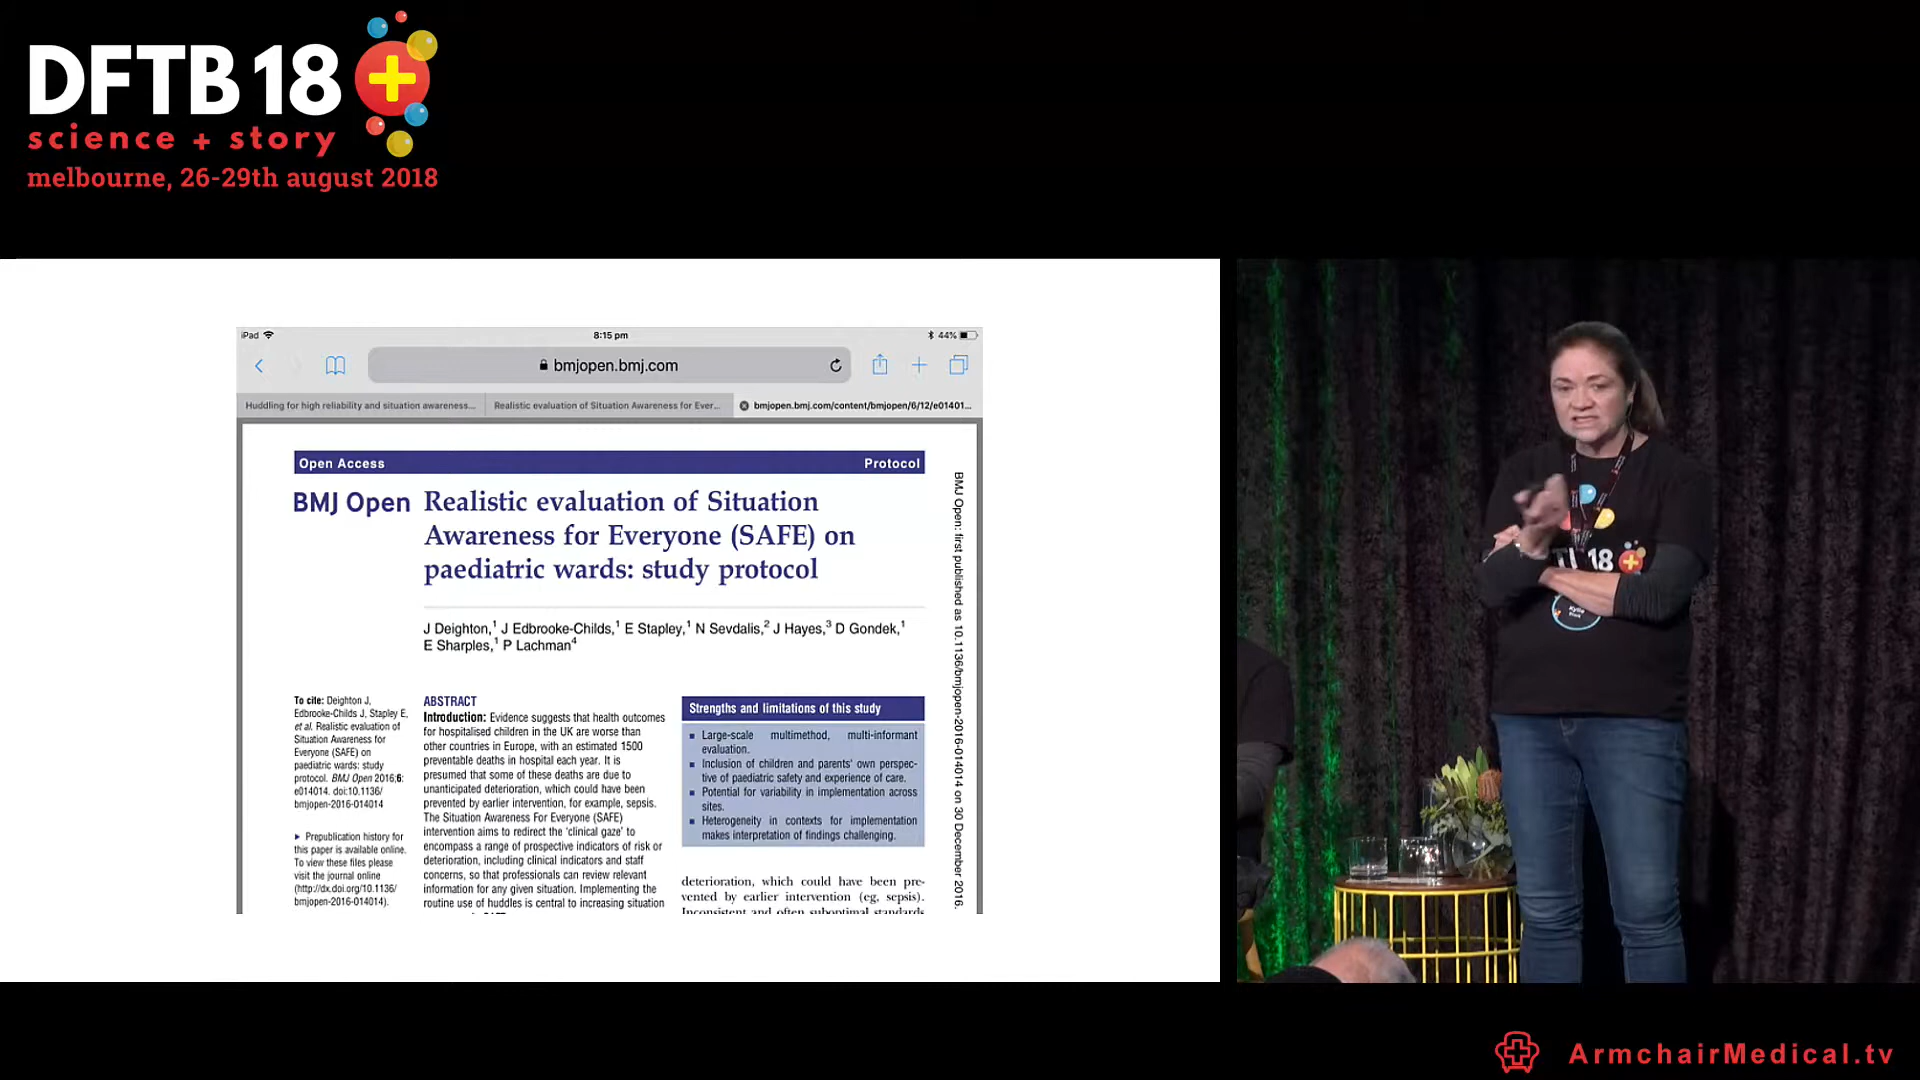 DFTB 18
science + story
melbourne, 26-29th august 2018
iPad
8:15 pm
44%
bmjopen.bmj.com
Huddling for high reliability and situation awareness...
Realistic evaluation of Situation Awareness for Ever...
bmjopen.bmj.com/content/bmjopen/6/12/e01401...
Open Access
Protocol
BMJ Open
Realistic evaluation of Situation
Awareness for Everyone (SAFE) on
paediatric wards: study protocol
J Deighton,1 J Edbrooke-Childs,1 E Stapley,1 N Sevdalis,2 J Hayes,3 D Gondek,1
E Sharples,1 P Lachman4
To cite: Deighton J,
Edbrooke-Childs J, Stapley E,
et al. Realistic evaluation of
Situation Awareness for
Everyone (SAFE) on
paediatric wards: study
protocol. BMJ Open 2016;6:
e014014. doi:10.1136/
bmjopen-2016-014014
▸ Prepublication history for
this paper is available online.
To view these files please
visit the journal online
(http://dx.doi.org/10.1136/
bmjopen-2016-014014).
ABSTRACT
Introduction: Evidence suggests that health outcomes
for hospitalised children in the UK are worse than
other countries in Europe, with an estimated 1500
preventable deaths in hospital each year. It is
presumed that some of these deaths are due to
unanticipated deterioration, which could have been
prevented by earlier intervention, for example, sepsis.
The Situation Awareness For Everyone (SAFE)
intervention aims to redirect the 'clinical gaze' to
encompass a range of prospective indicators of risk or
deterioration, including clinical indicators and staff
concerns, so that professionals can review relevant
information for any given situation. Implementing the
routine use of huddles is central to increasing situation
Strengths and limitations of this study
▪ Large-scale multimethod, multi-informant
evaluation.
▪ Inclusion of children and parents' own perspec-
tive of paediatric safety and experience of care.
▪ Potential for variability in implementation across
sites.
▪ Heterogeneity in contexts for implementation
makes interpretation of findings challenging.
deterioration, which could have been pre-
vented by earlier intervention (eg, sepsis).
Inconsistent and often suboptimal standards
BMJ Open: first published as 10.1136/bmjopen-2016-014014 on 30 December 2016.
18
Kylie
ArmchairMedical.tv